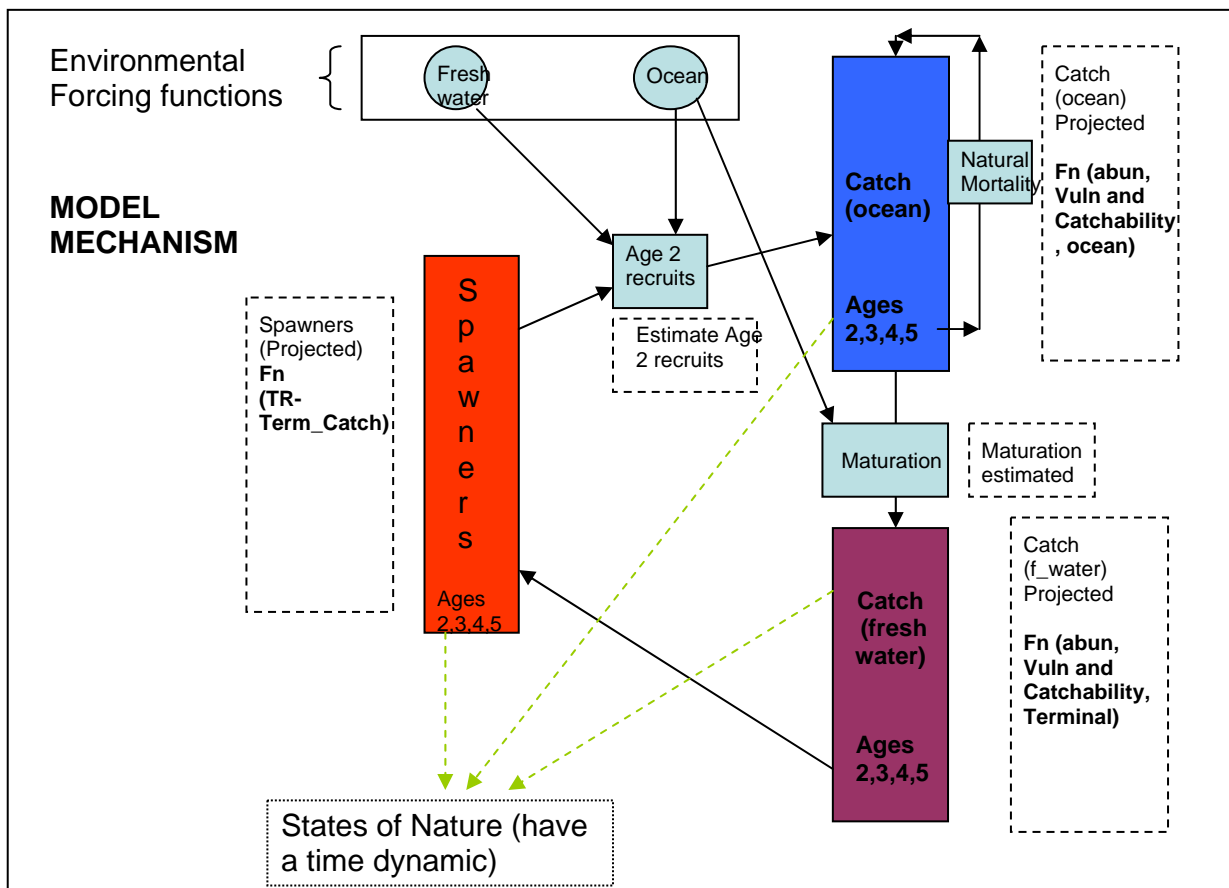 Environmental
Forcing functions
Fresh
water
Ocean
MODEL
MECHANISM
Spawners
(Projected)
Fn
(TR-
Term_Catch)
S
p
a
w
n
e
r
s
Ages
2,3,4,5
Age 2
recruits
Estimate Age
2 recruits
Catch
(ocean)
Ages
2,3,4,5
Natural
Mortality
Catch
(ocean)
Projected
Fn (abun,
Vuln and
Catchability
, ocean)
Maturation
Maturation
estimated
Catch
(fresh
water)
Ages
2,3,4,5
Catch
(f_water)
Projected
Fn (abun,
Vuln and
Catchability,
Terminal)
States of Nature (have
a time dynamic)